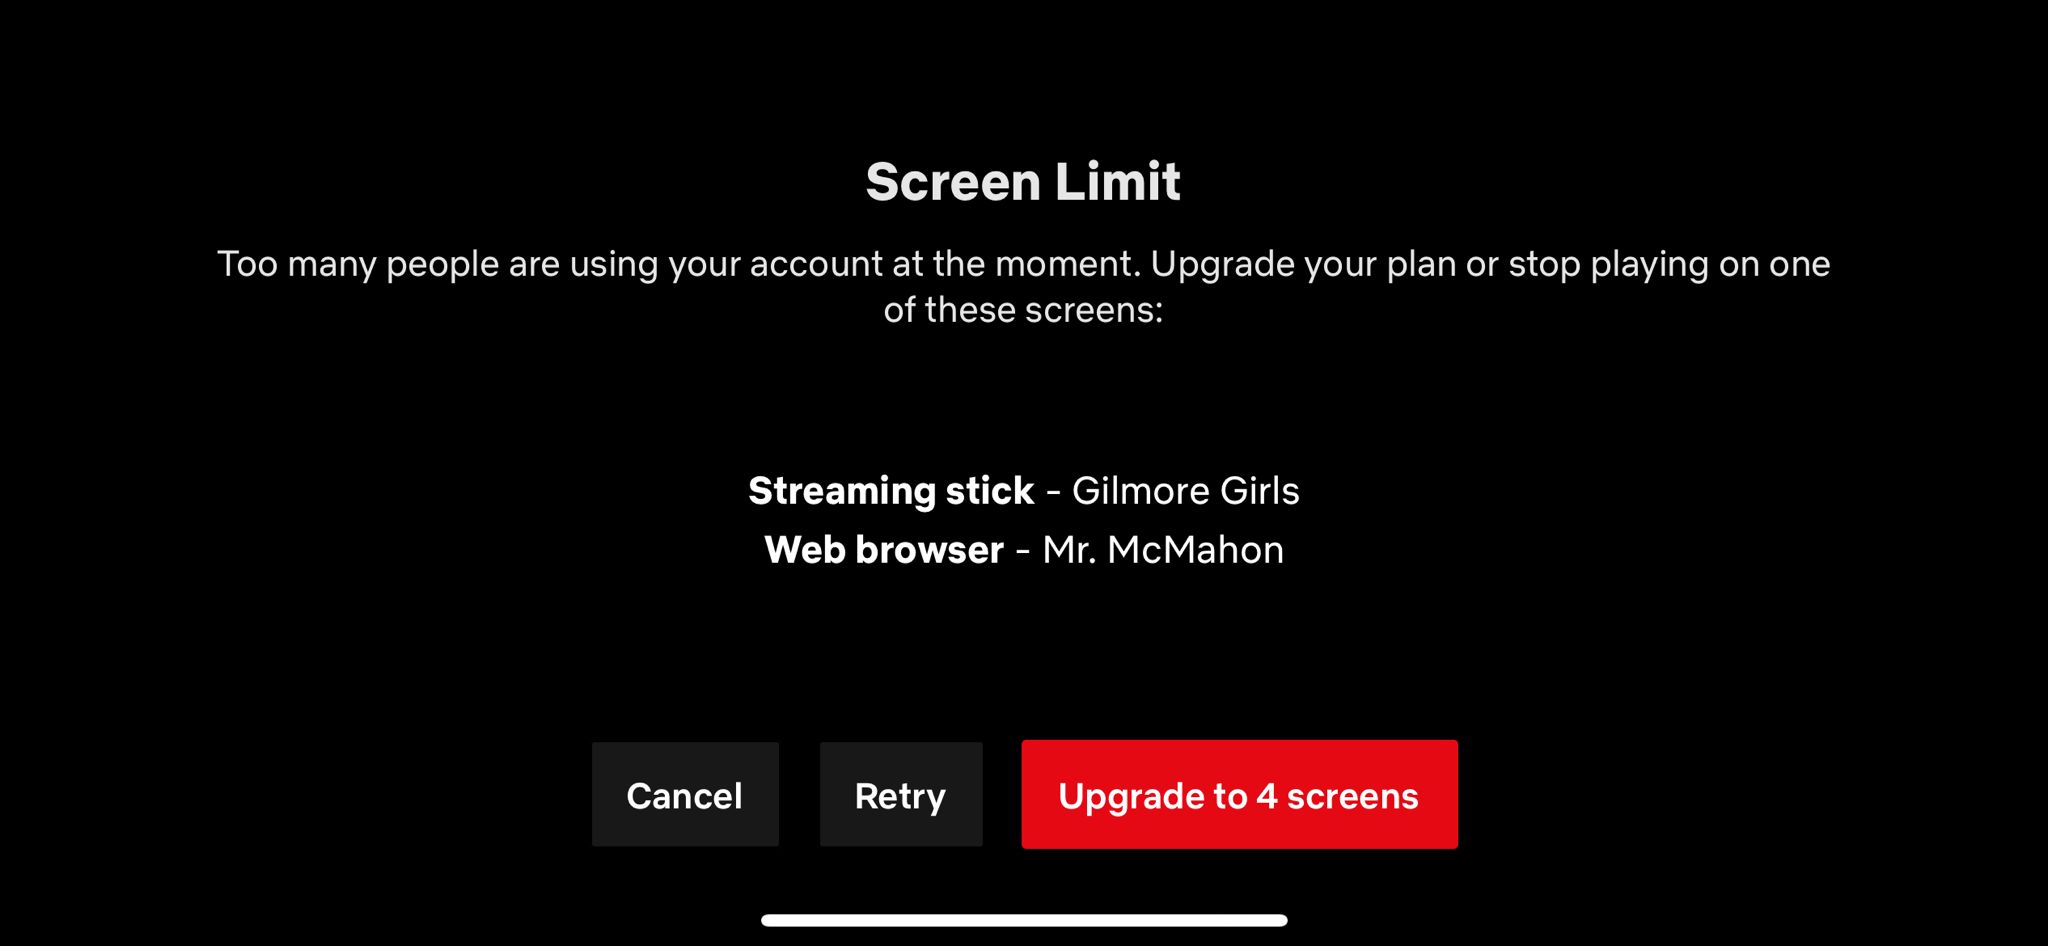 Screen Limit
Too many people are using your account at the moment. Upgrade your plan or stop playing on one
of these screens:
Streaming stick - Gilmore Girls
Web browser - Mr. McMahon
Cancel
Retry
Upgrade to 4 screens